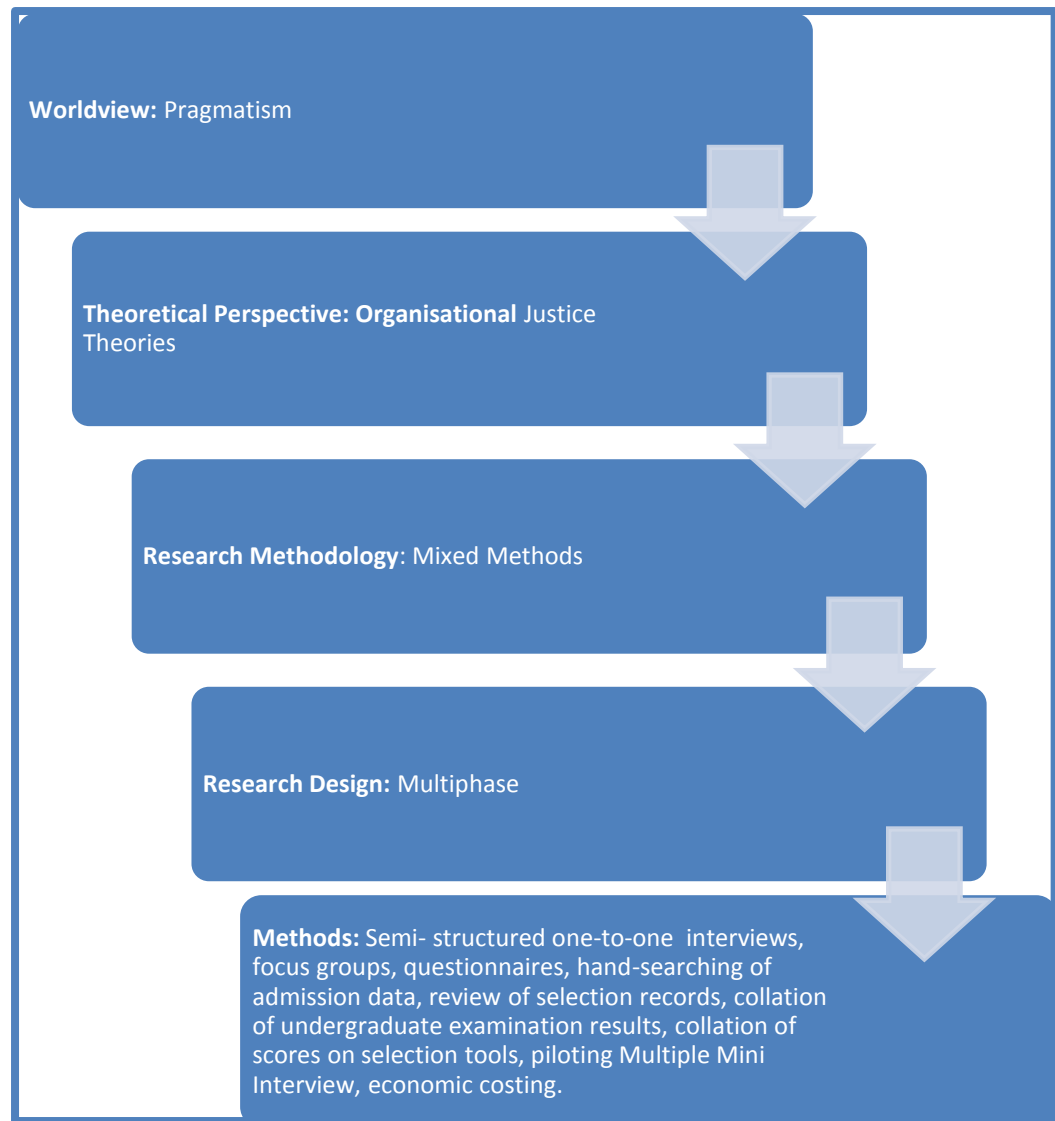 Worldview: Pragmatism
Theoretical Perspective: Organisational Justice
Theories
Research Methodology: Mixed Methods
Research Design: Multiphase
Methods: Semi- structured one-to-one interviews,
focus groups, questionnaires, hand-searching of
admission data, review of selection records, collation
of undergraduate examination results, collation of
scores on selection tools, piloting Multiple Mini
Interview, economic costing.